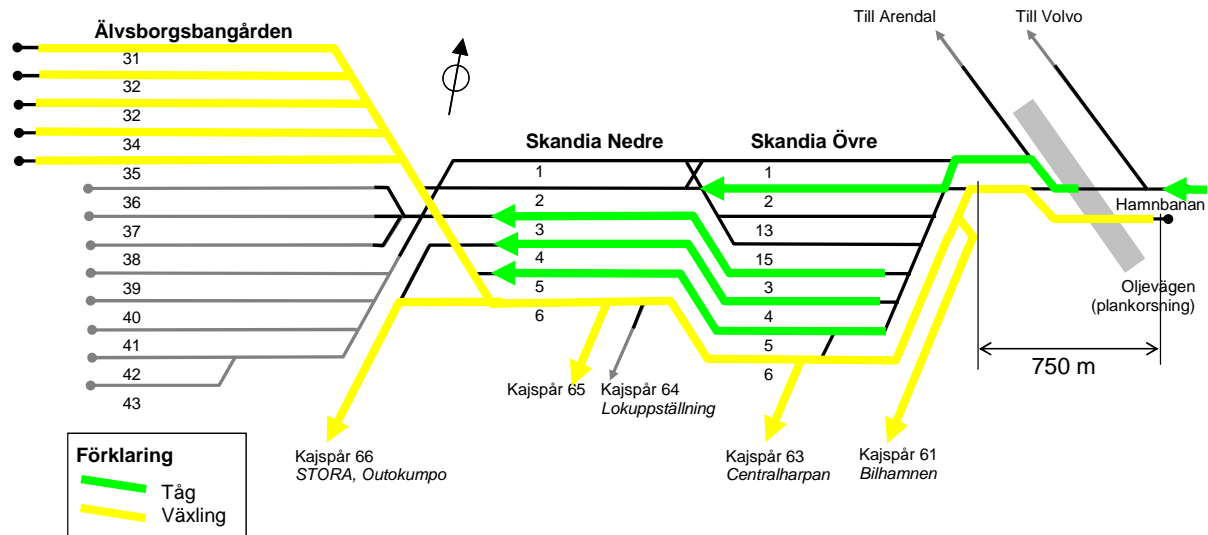 Till Arendal
Till Volvo
Älvsborgsbangården
31
32
32
34
35
36
37
38
39
40
41
42
43
Skandia Nedre
1
2
3
4
5
6
Skandia Övre
1
2
13
15
3
4
5
6
Hamnbanan
Oljevägen
(plankorsning)
750 m
Kajspår 65
Kajspår 64
Lokuppställning
Kajspår 66
STORA, Outokumpo
Kajspår 63
Centralharpan
Kajspår 61
Bilhamnen
Förklaring
Tåg
Växling